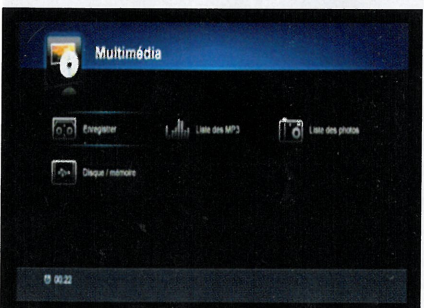 Multimédia
Enregistrer
Liste des MP3
Liste des photos
Disque / mémoire
00:22